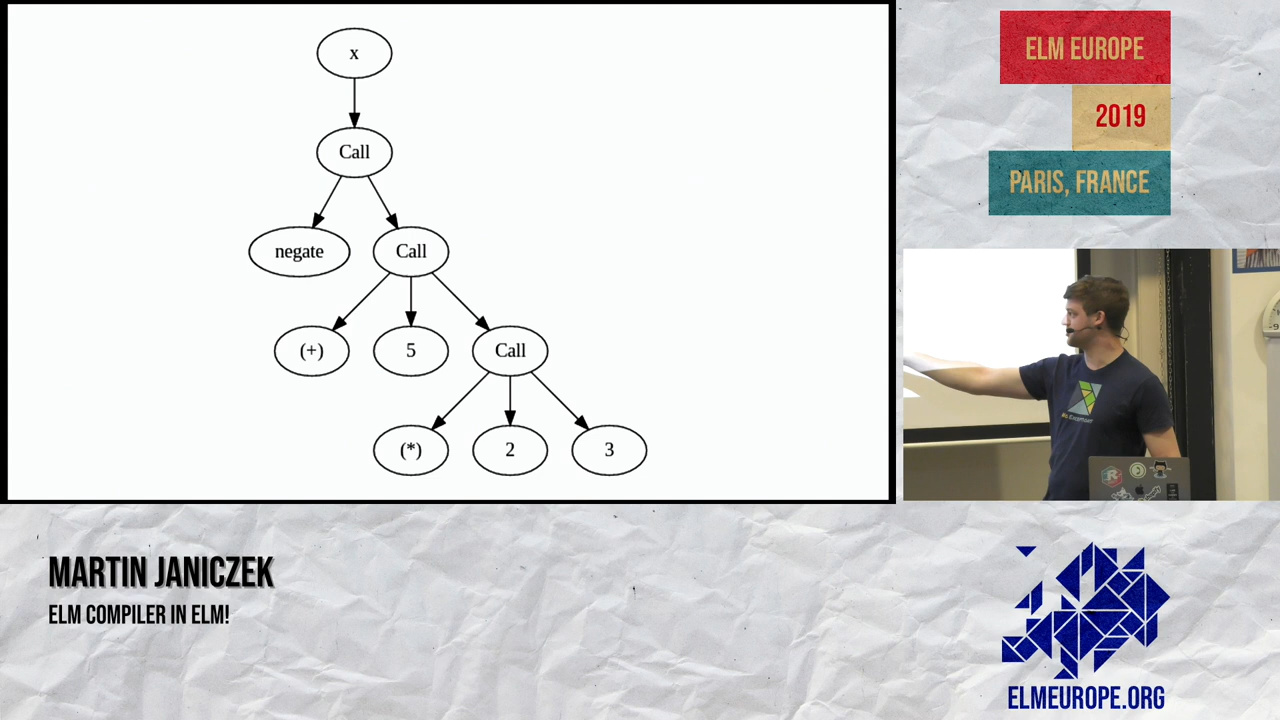 x
Call
negate
Call
(+)
5
Call
(*)
2
3
ELM EUROPE
2019
PARIS, FRANCE
MARTIN JANICZEK
ELM COMPILER IN ELM!
ELMEUROPE.ORG